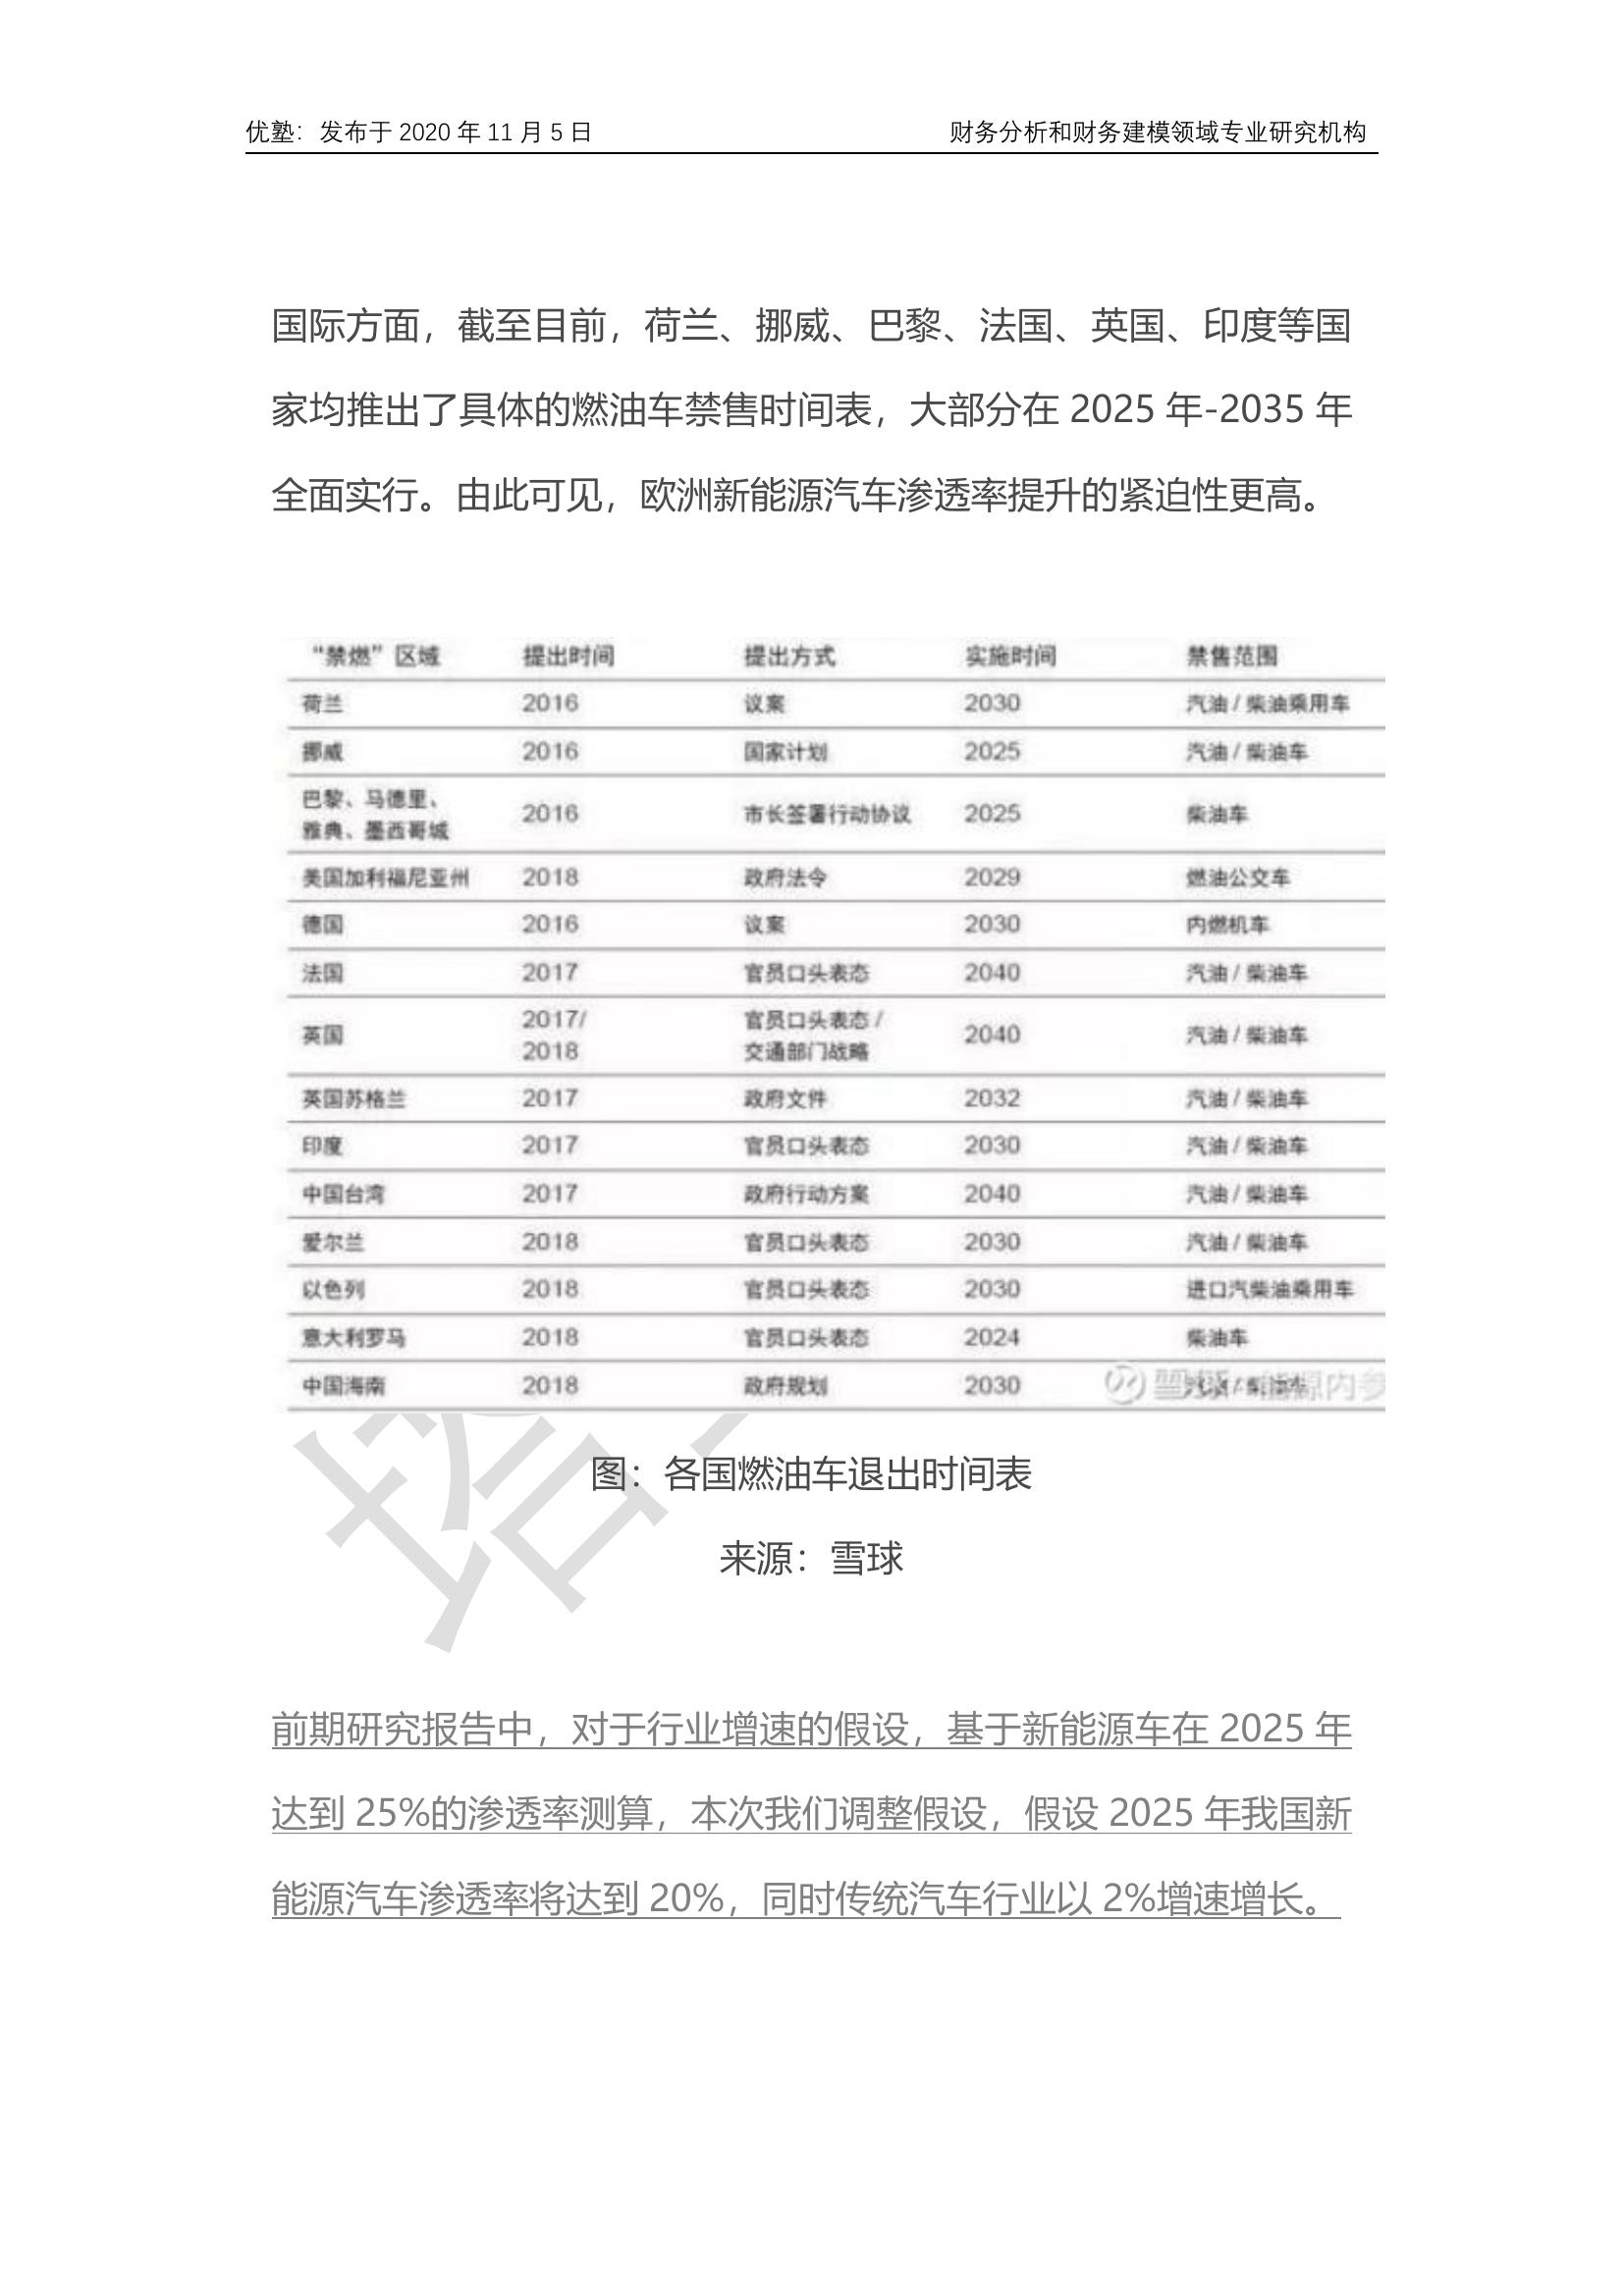 优塾：发布于 2020 年 11 月 5 日 财务分析和财务建模领域专业研究机构
国际方面，截至目前，荷兰、挪威、巴黎、法国、英国、印度等国
家均推出了具体的燃油车禁售时间表，大部分在 2025 年-2035 年
全面实行。由此可见，欧洲新能源汽车渗透率提升的紧迫性更高。
“禁燃”区域 提出时间 提出方式 实施时间 禁售范围
荷兰 2016 议案 2030 汽油 / 柴油乘用车
挪威 2016 国家计划 2025 汽油 / 柴油车
巴黎、马德里、
雅典、墨西哥城 2016 市长签署行动协议 2025 柴油车
美国加利福尼亚州 2018 政府法令 2029 燃油公交车
德国 2016 议案 2030 内燃机车
法国 2017 官员口头表态 2040 汽油 / 柴油车
英国 2017/ 官员口头表态 / 2040 汽油 / 柴油车
2018 交通部门战略
英国苏格兰 2017 政府文件 2032 汽油 / 柴油车
印度 2017 官员口头表态 2030 汽油 / 柴油车
中国台湾 2017 政府行动方案 2040 汽油 / 柴油车
爱尔兰 2018 官员口头表态 2030 汽油 / 柴油车
以色列 2018 官员口头表态 2030 进口汽柴油乘用车
意大利罗马 2018 官员口头表态 2024 柴油车
中国海南 2018 政府规划 2030
图：各国燃油车退出时间表
来源：雪球
前期研究报告中，对于行业增速的假设，基于新能源车在 2025 年
达到 25%的渗透率测算，本次我们调整假设，假设 2025 年我国新
能源汽车渗透率将达到 20%，同时传统汽车行业以 2%增速增长。
塔